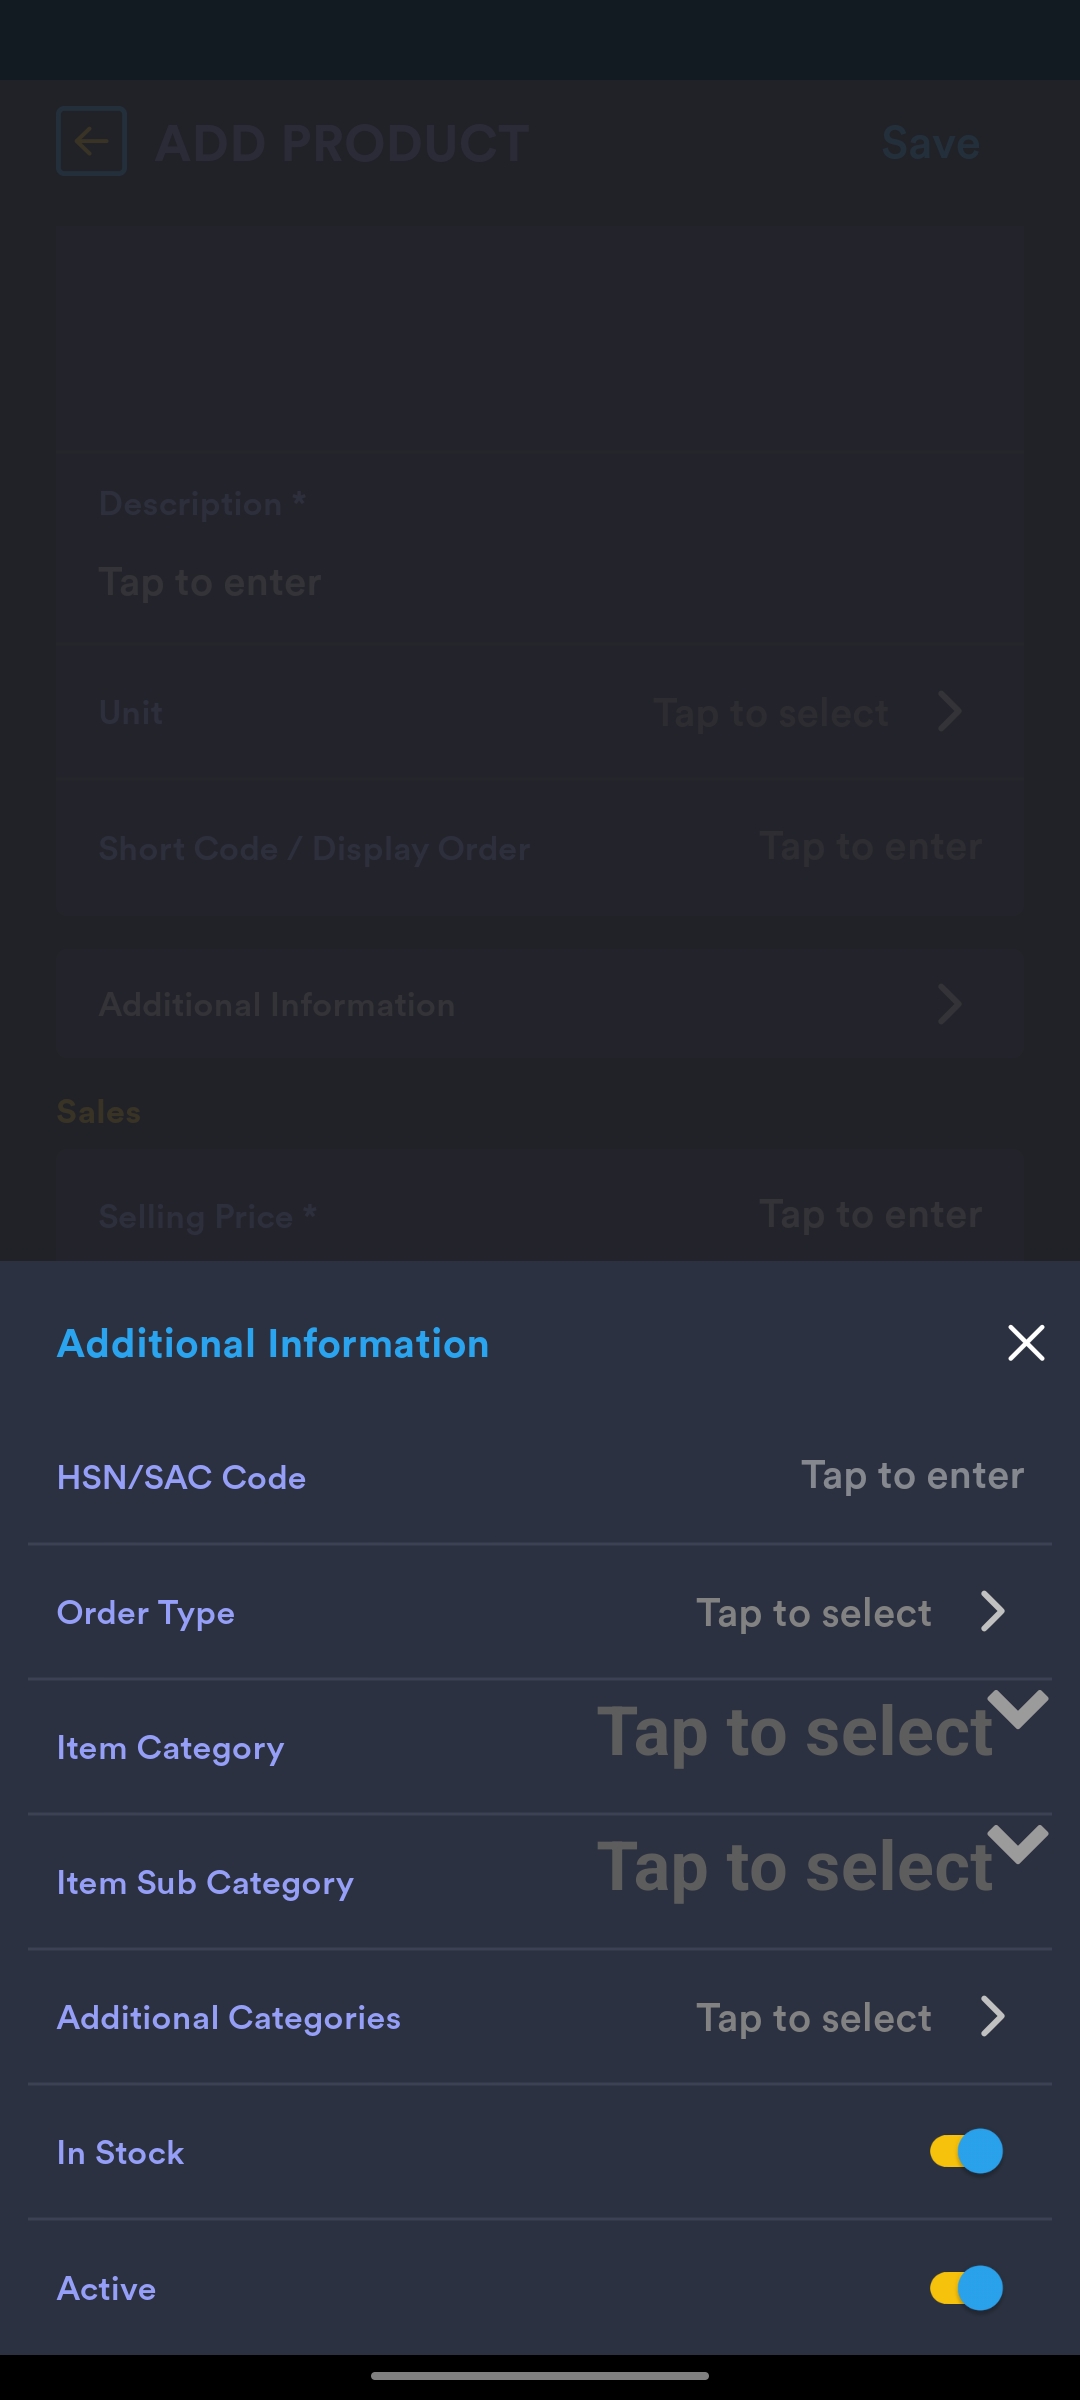 ADD PRODUCT Save
Description *
Tap to enter
Unit Tap to select
Short Code / Display Order Tap to enter
Additional Information
Sales
Selling Price * Tap to enter
Additional Information
HSN/SAC Code Tap to enter
Order Type Tap to select
Item Category Tap to select
Item Sub Category Tap to select
Additional Categories Tap to select
In Stock
Active